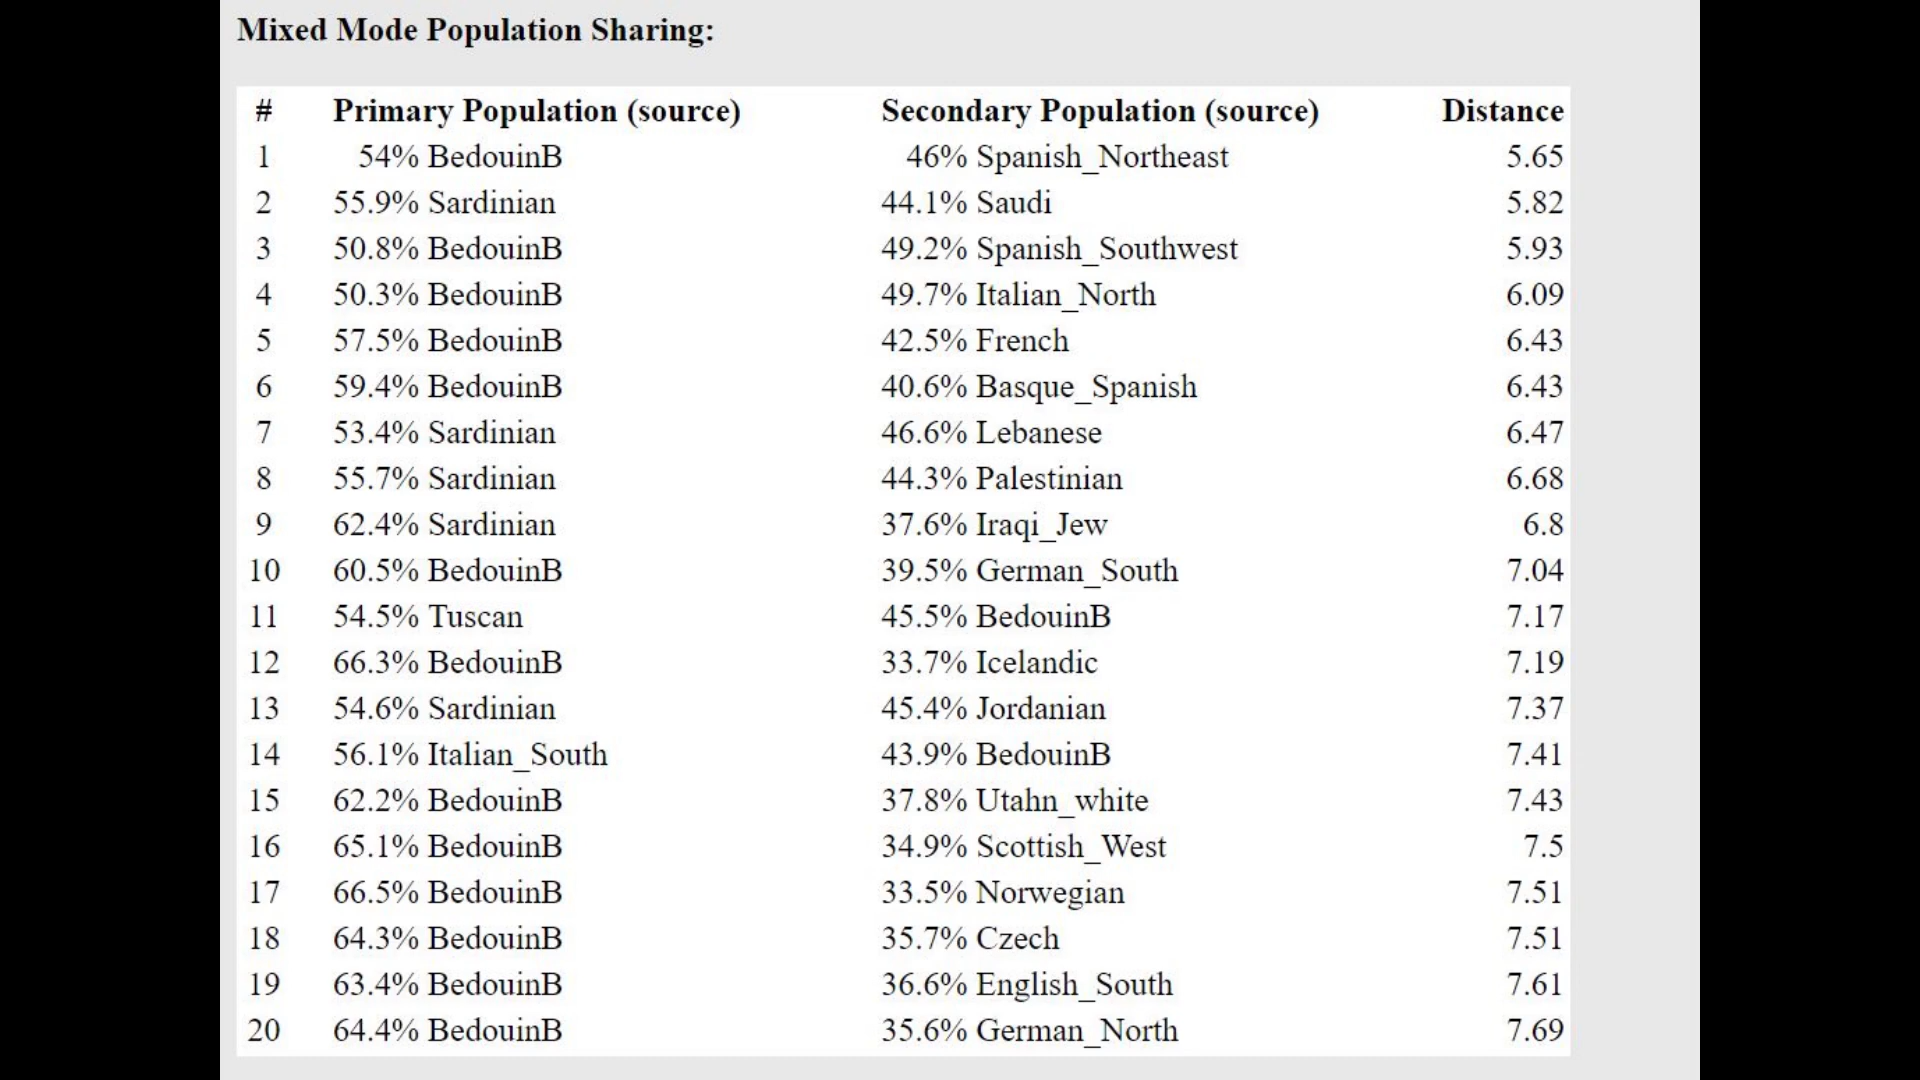 Mixed Mode Population Sharing:
# Primary Population (source) Secondary Population (source) Distance
1 54% BedouinB 46% Spanish_Northeast 5.65
2 55.9% Sardinian 44.1% Saudi 5.82
3 50.8% BedouinB 49.2% Spanish_Southwest 5.93
4 50.3% BedouinB 49.7% Italian_North 6.09
5 57.5% BedouinB 42.5% French 6.43
6 59.4% BedouinB 40.6% Basque_Spanish 6.43
7 53.4% Sardinian 46.6% Lebanese 6.47
8 55.7% Sardinian 44.3% Palestinian 6.68
9 62.4% Sardinian 37.6% Iraqi_Jew 6.8
10 60.5% BedouinB 39.5% German_South 7.04
11 54.5% Tuscan 45.5% BedouinB 7.17
12 66.3% BedouinB 33.7% Icelandic 7.19
13 54.6% Sardinian 45.4% Jordanian 7.37
14 56.1% Italian_South 43.9% BedouinB 7.41
15 62.2% BedouinB 37.8% Utahn_white 7.43
16 65.1% BedouinB 34.9% Scottish_West 7.5
17 66.5% BedouinB 33.5% Norwegian 7.51
18 64.3% BedouinB 35.7% Czech 7.51
19 63.4% BedouinB 36.6% English_South 7.61
20 64.4% BedouinB 35.6% German_North 7.69